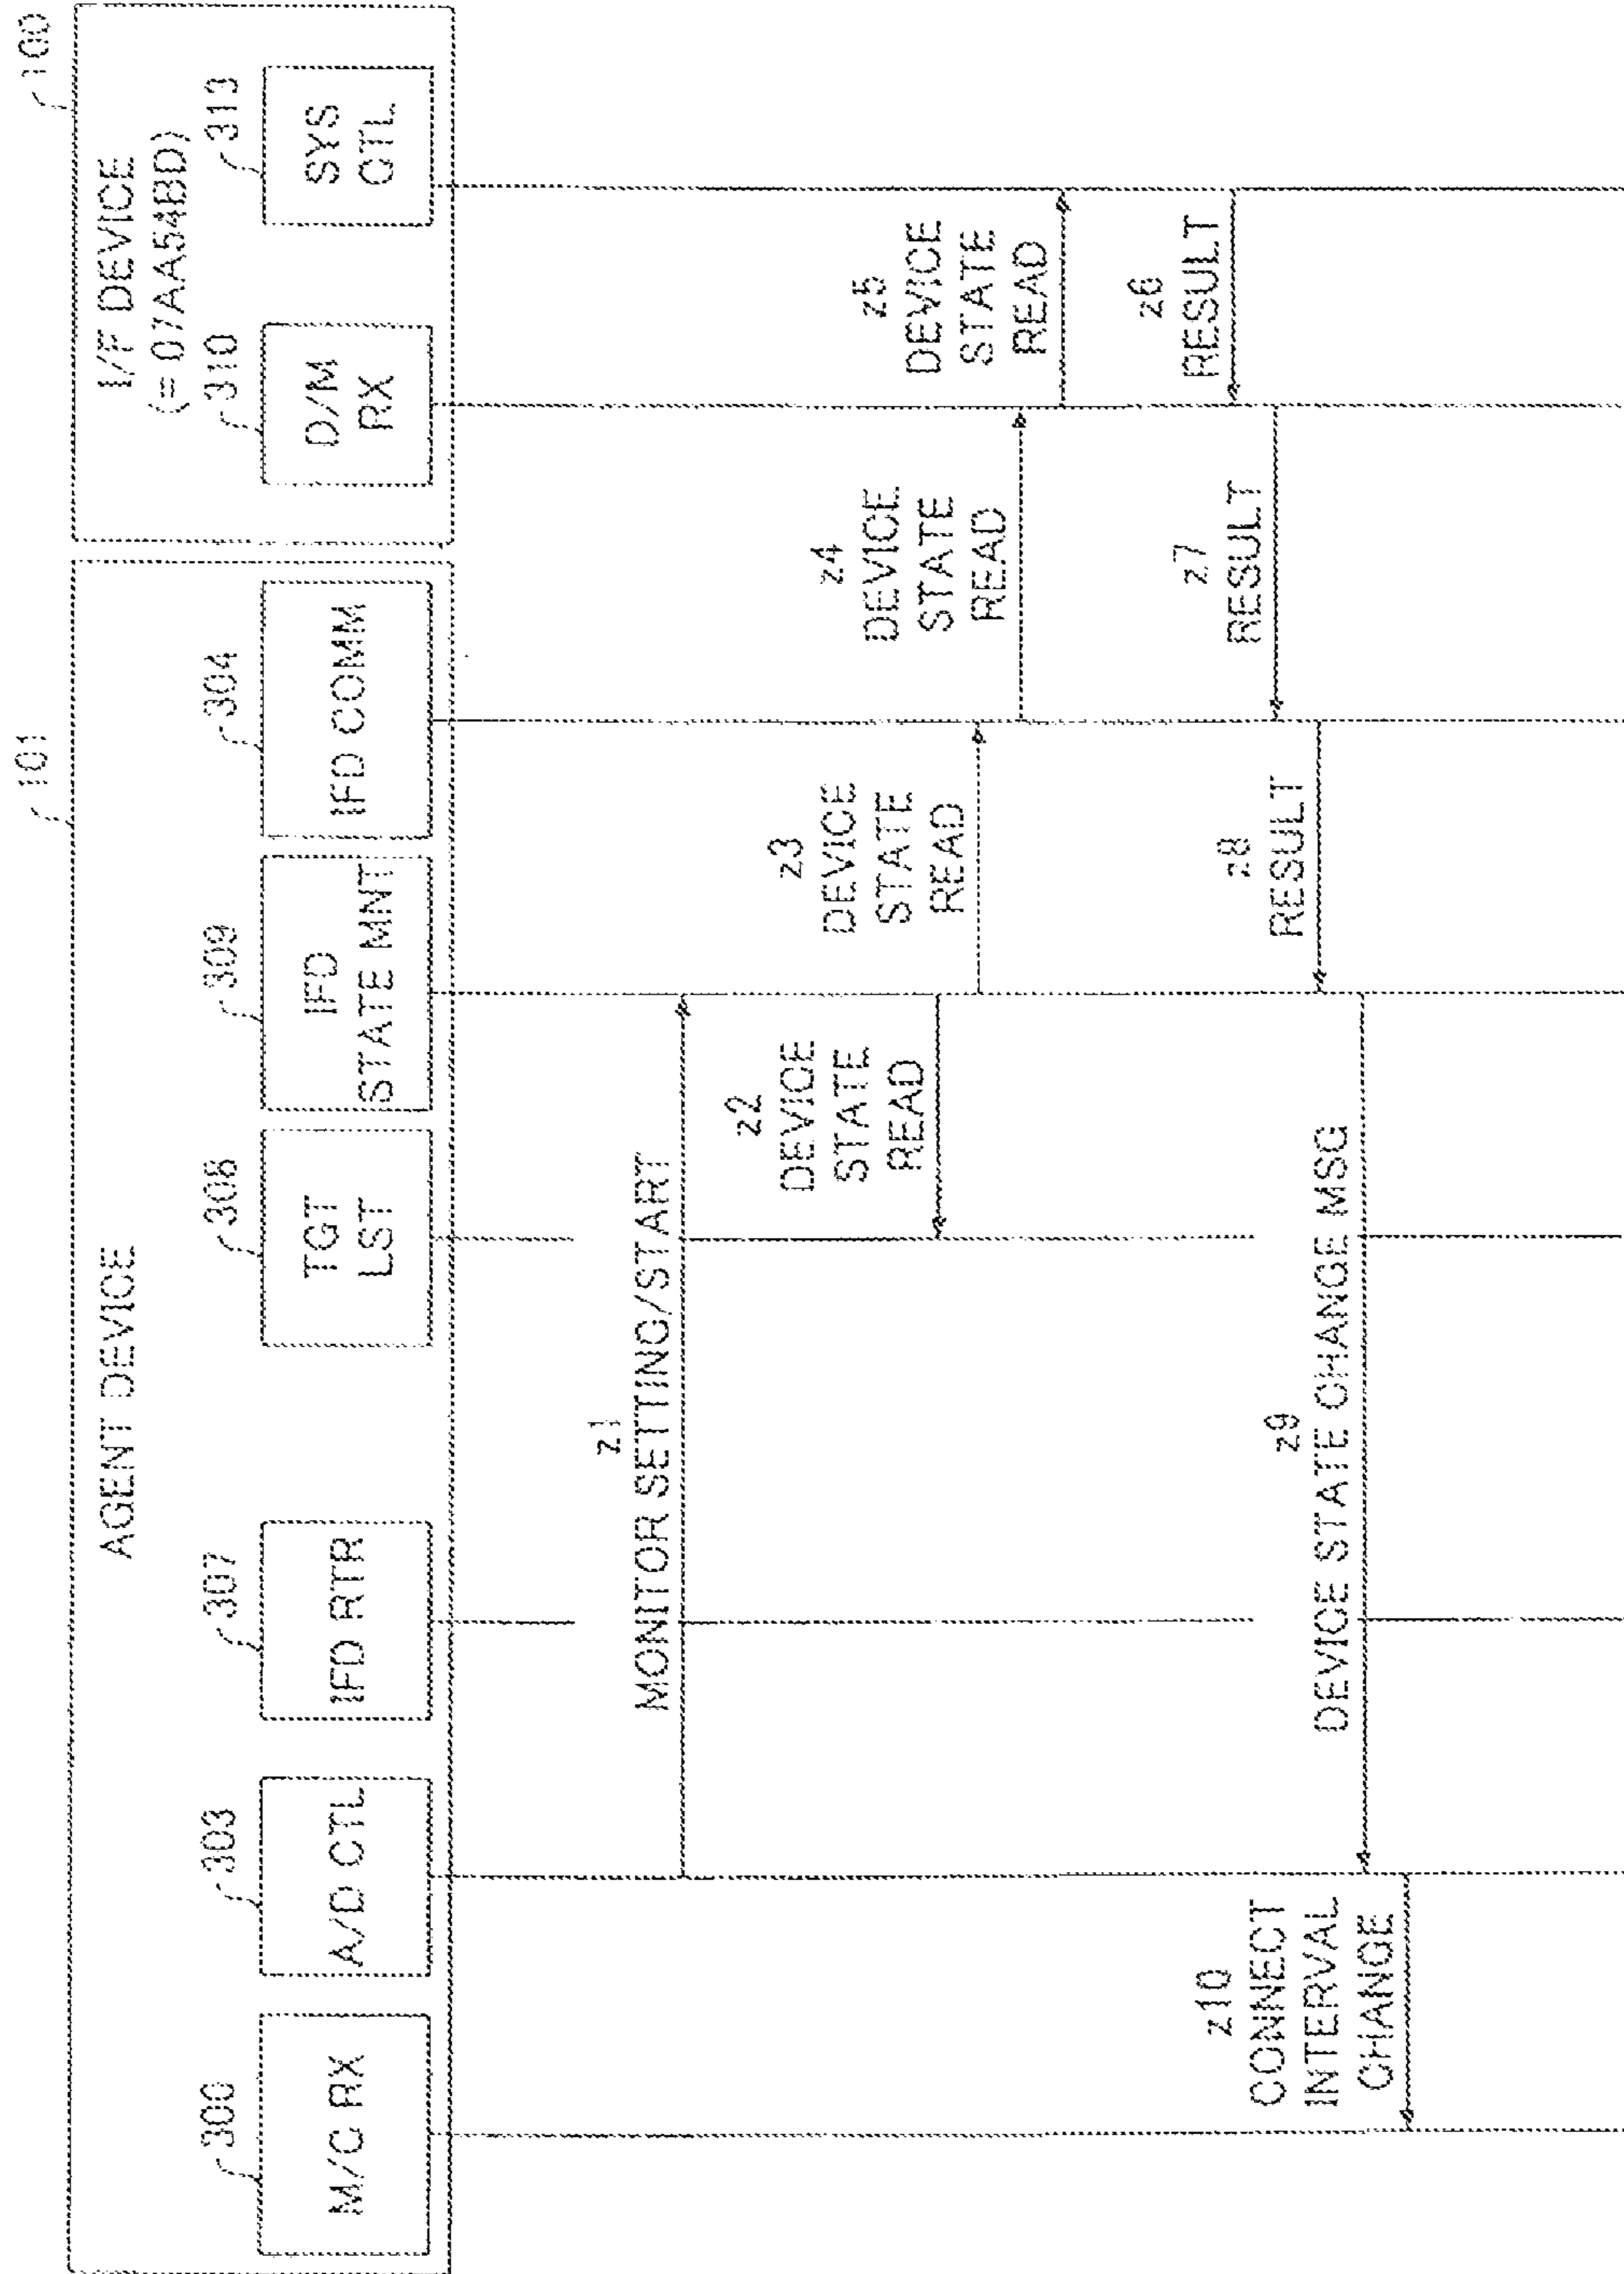 101
100
AGENT DEVICE
I/F DEVICE
(= 07AA54BD)
300
303
307
308
309
304
310
313
M/C RX
A/D CTL
IFD RTR
TGT
LST
IFD
STATE MNT
IFD COMM
D/M
RX
SYS
CTL
z1
MONITOR SETTING/START
z2
DEVICE
STATE
READ
z3
DEVICE
STATE
READ
z4
DEVICE
STATE
READ
z5
DEVICE
STATE
READ
z6
RESULT
z7
RESULT
z8
RESULT
z9
DEVICE STATE CHANGE MSG
z10
CONNECT
INTERVAL
CHANGE